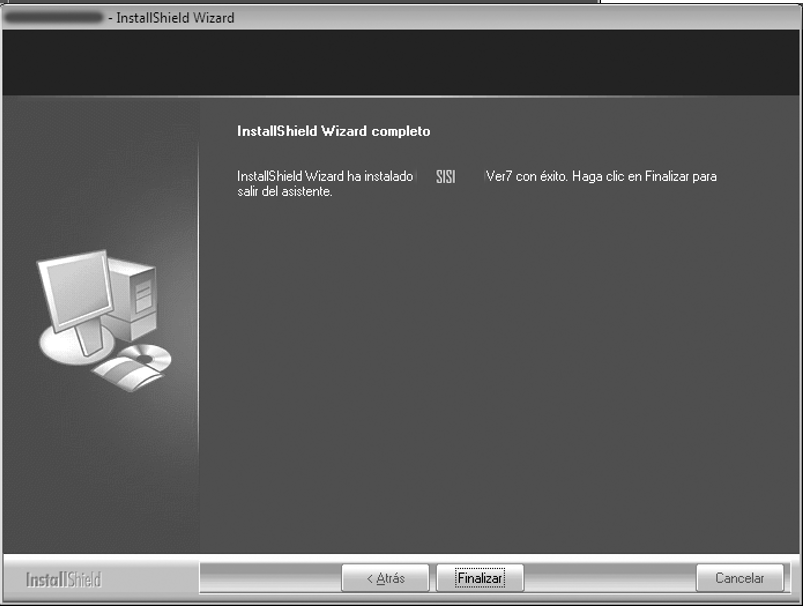 - InstallShield Wizard
InstallShield Wizard completo
InstallShield Wizard ha instalado SISI Ver7 con éxito. Haga clic en Finalizar para
salir del asistente.
InstallShield
< Atrás
Finalizar
Cancelar